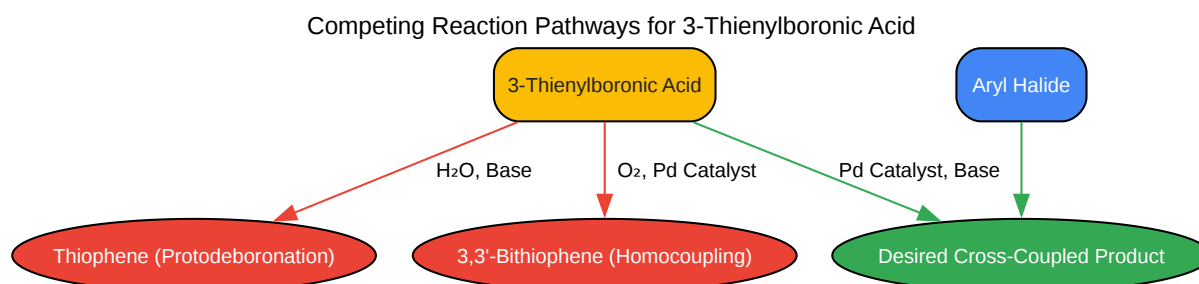 Competing Reaction Pathways for 3-Thienylboronic Acid
3-Thienylboronic Acid
Aryl Halide
H₂O, Base
O₂, Pd Catalyst
Pd Catalyst, Base
Thiophene (Protodeboronation)
3,3'-Bithiophene (Homocoupling)
Desired Cross-Coupled Product